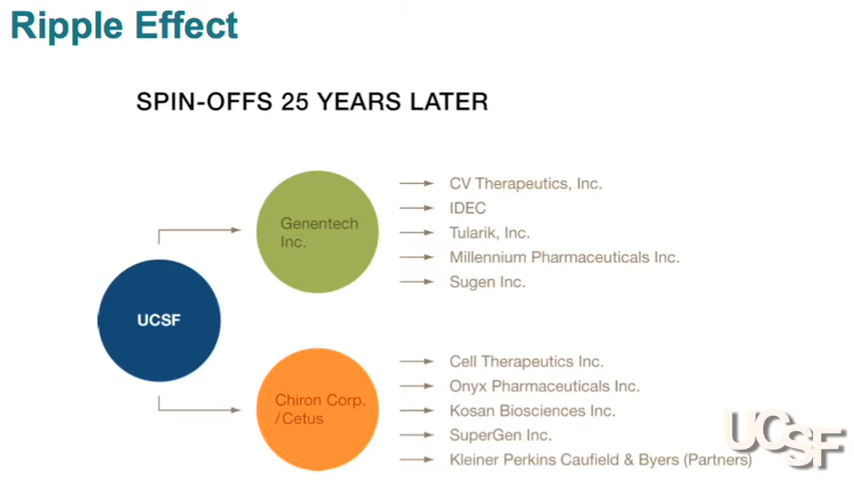 Ripple Effect
SPIN-OFFS 25 YEARS LATER
UCSF
Genentech
Inc.
CV Therapeutics, Inc.
IDEC
Tularik, Inc.
Millennium Pharmaceuticals Inc.
Sugen Inc.
Chiron Corp.
/Cetus
Cell Therapeutics Inc.
Onyx Pharmaceuticals Inc.
Kosan Biosciences Inc.
SuperGen Inc.
Kleiner Perkins Caufield & Byers (Partners)
UCSF